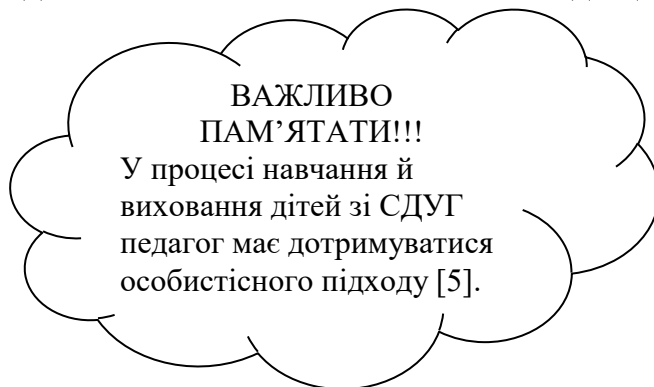 ВАЖЛИВО
ПАМ’ЯТАТИ!!!
У процесі навчання й
виховання дітей зі СДУГ
педагог має дотримуватися
особистісного підходу [5].